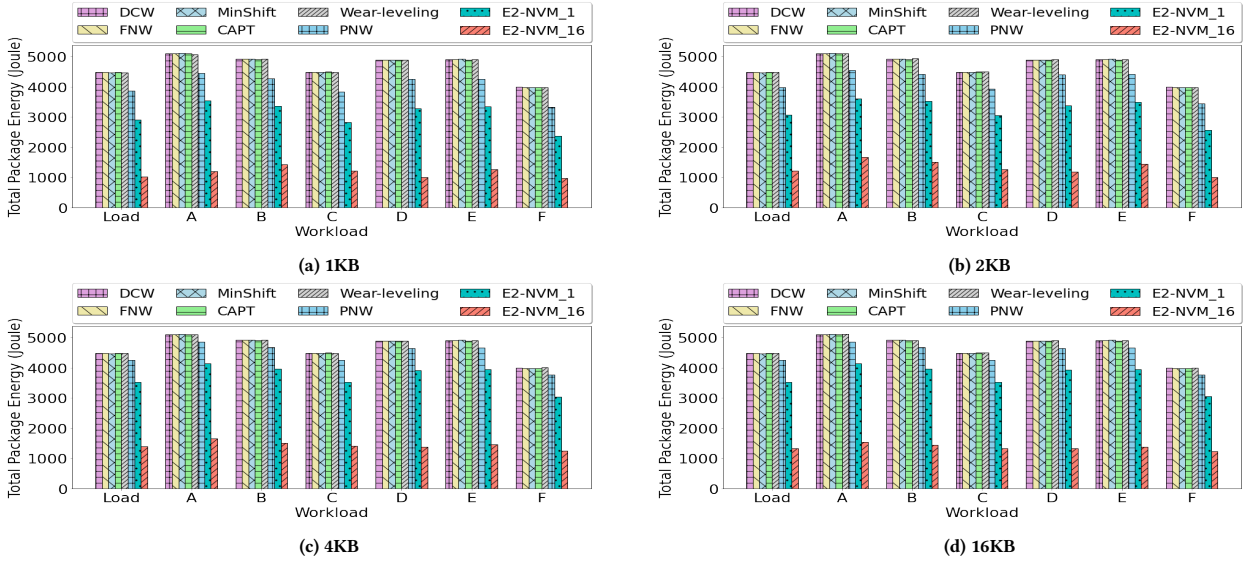 DCW MinShift Wear-leveling E2-NVM_1
FNW CAPT PNW E2-NVM_16
Total Package Energy (Joule)
5000
4000
3000
2000
1000
0
Load A B C D E F
Workload
(a) 1KB
DCW MinShift Wear-leveling E2-NVM_1
FNW CAPT PNW E2-NVM_16
Total Package Energy (Joule)
5000
4000
3000
2000
1000
0
Load A B C D E F
Workload
(b) 2KB
DCW MinShift Wear-leveling E2-NVM_1
FNW CAPT PNW E2-NVM_16
Total Package Energy (Joule)
5000
4000
3000
2000
1000
0
Load A B C D E F
Workload
(c) 4KB
DCW MinShift Wear-leveling E2-NVM_1
FNW CAPT PNW E2-NVM_16
Total Package Energy (Joule)
5000
4000
3000
2000
1000
0
Load A B C D E F
Workload
(d) 16KB